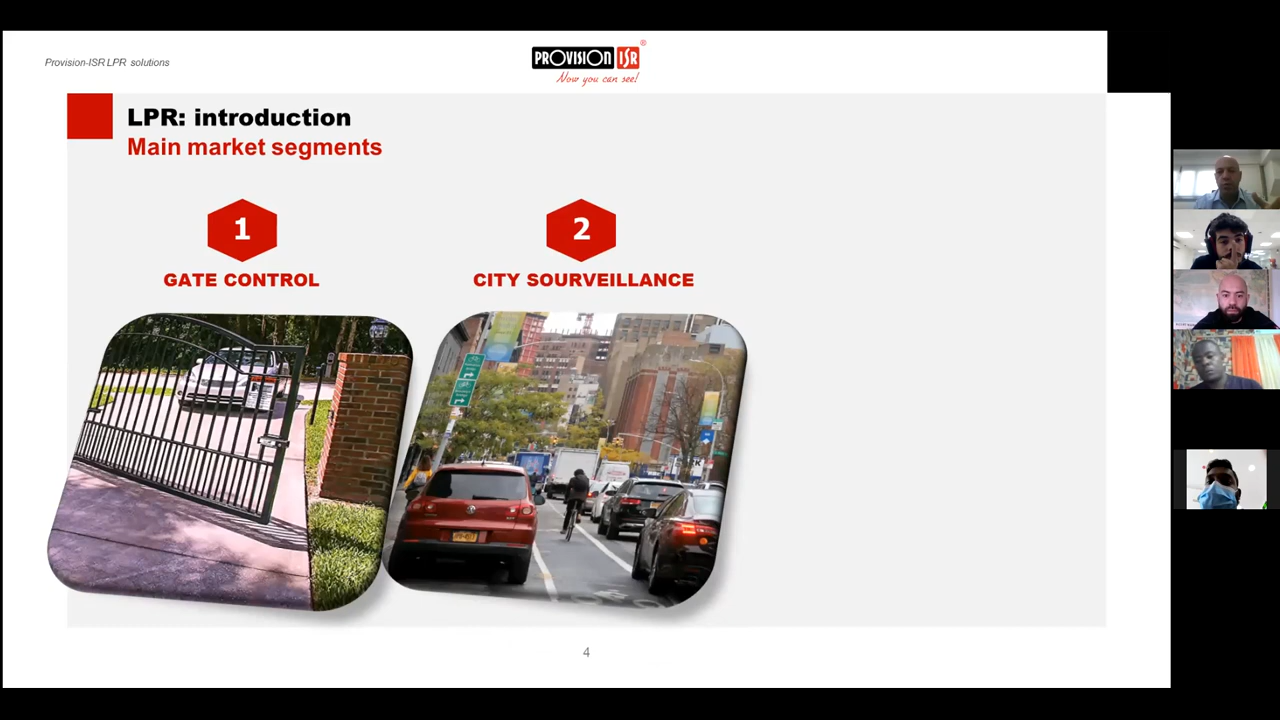 Provision-ISR LPR solutions
PROVISION ISR®
Now you can see!
LPR: introduction
Main market segments
1
GATE CONTROL
2
CITY SOURVEILLANCE
4